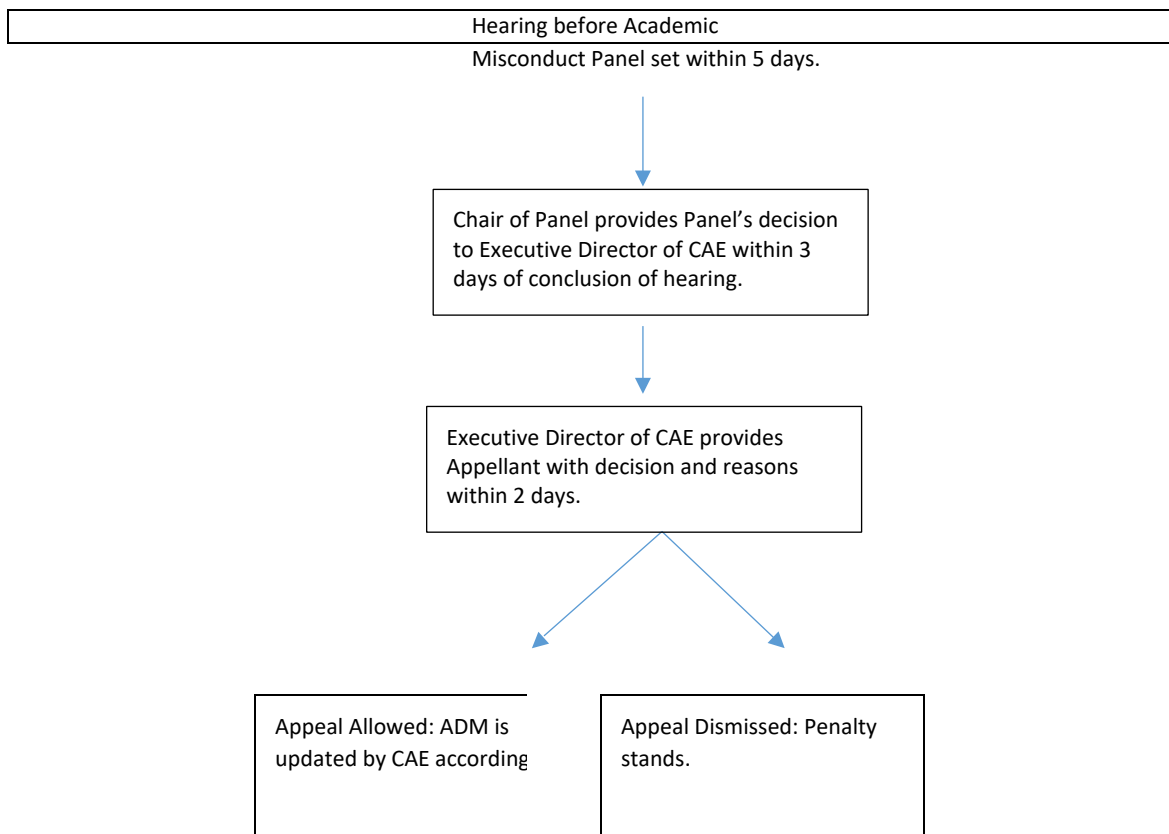 Hearing before Academic
Misconduct Panel set within 5 days.
Chair of Panel provides Panel’s decision
to Executive Director of CAE within 3
days of conclusion of hearing.
Executive Director of CAE provides
Appellant with decision and reasons
within 2 days.
Appeal Allowed: ADM is
updated by CAE according
Appeal Dismissed: Penalty
stands.